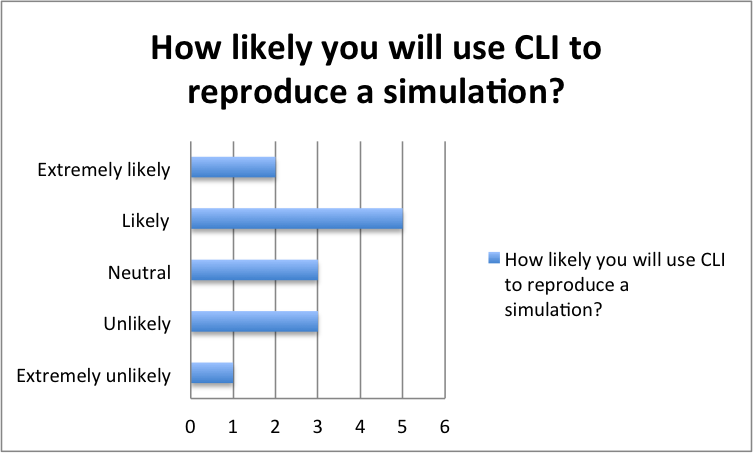 How likely you will use CLI to
reproduce a simulation?
Extremely likely
Likely
Neutral
Unlikely
Extremely unlikely
0 1 2 3 4 5 6
How likely you will use CLI
to reproduce a
simulation?